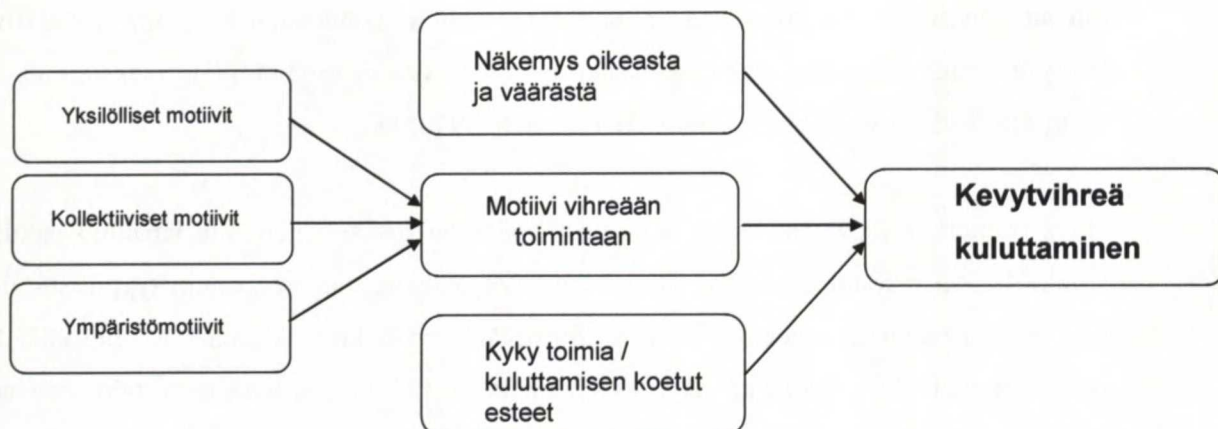 Yksilölliset motiivit
Kollektiiviset motiivit
Ympäristömotiivit
Näkemys oikeasta
ja väärästä
Motiivi vihreään
toimintaan
Kyky toimia /
kuluttamisen koetut
esteet
Kevytvihreä
kuluttaminen